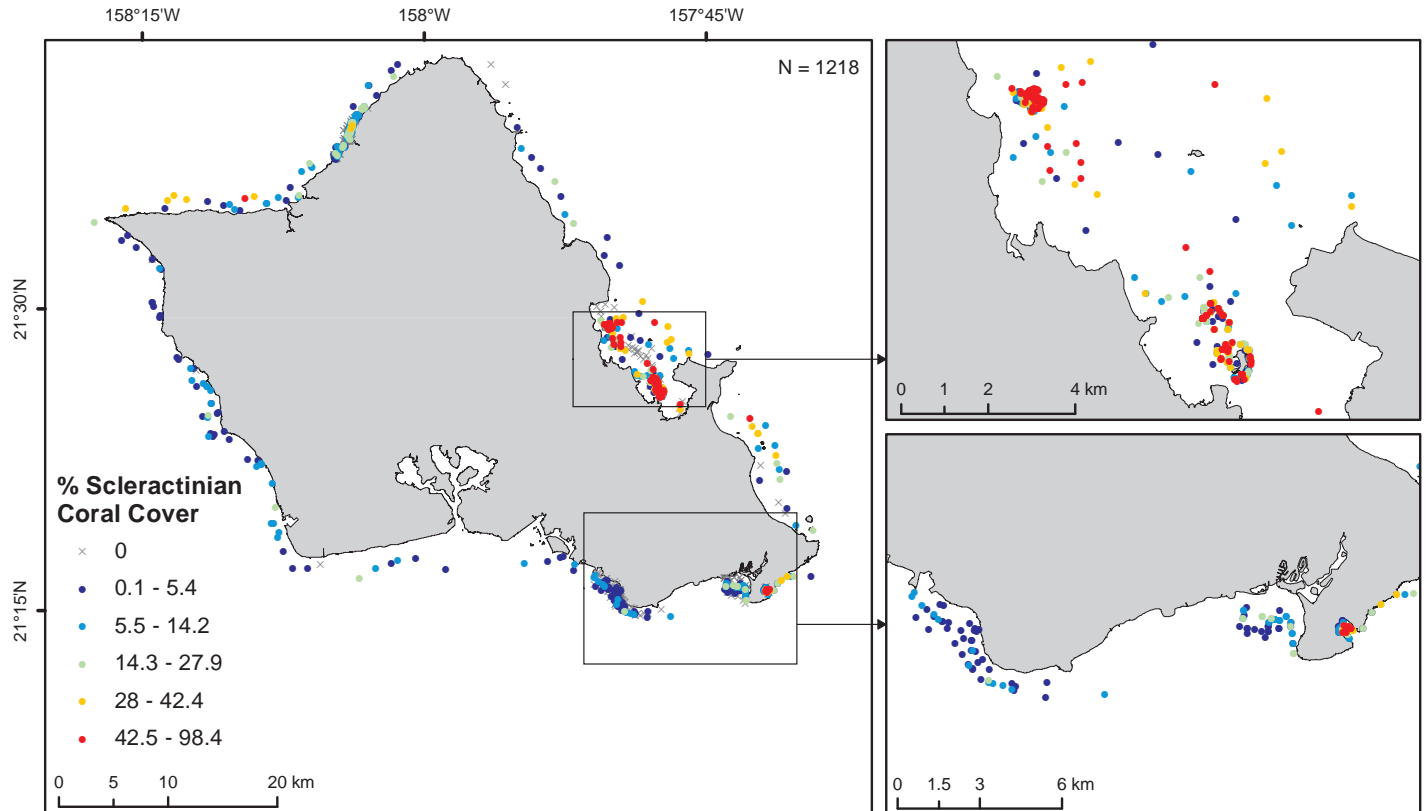 158°15'W 158°W 157°45'W
N = 1218
21°30'N
21°15'N
% Scleractinian
Coral Cover
0
0.1 - 5.4
5.5 - 14.2
14.3 - 27.9
28 - 42.4
42.5 - 98.4
0 5 10 20 km
0 1 2 4 km
0 1.5 3 6 km